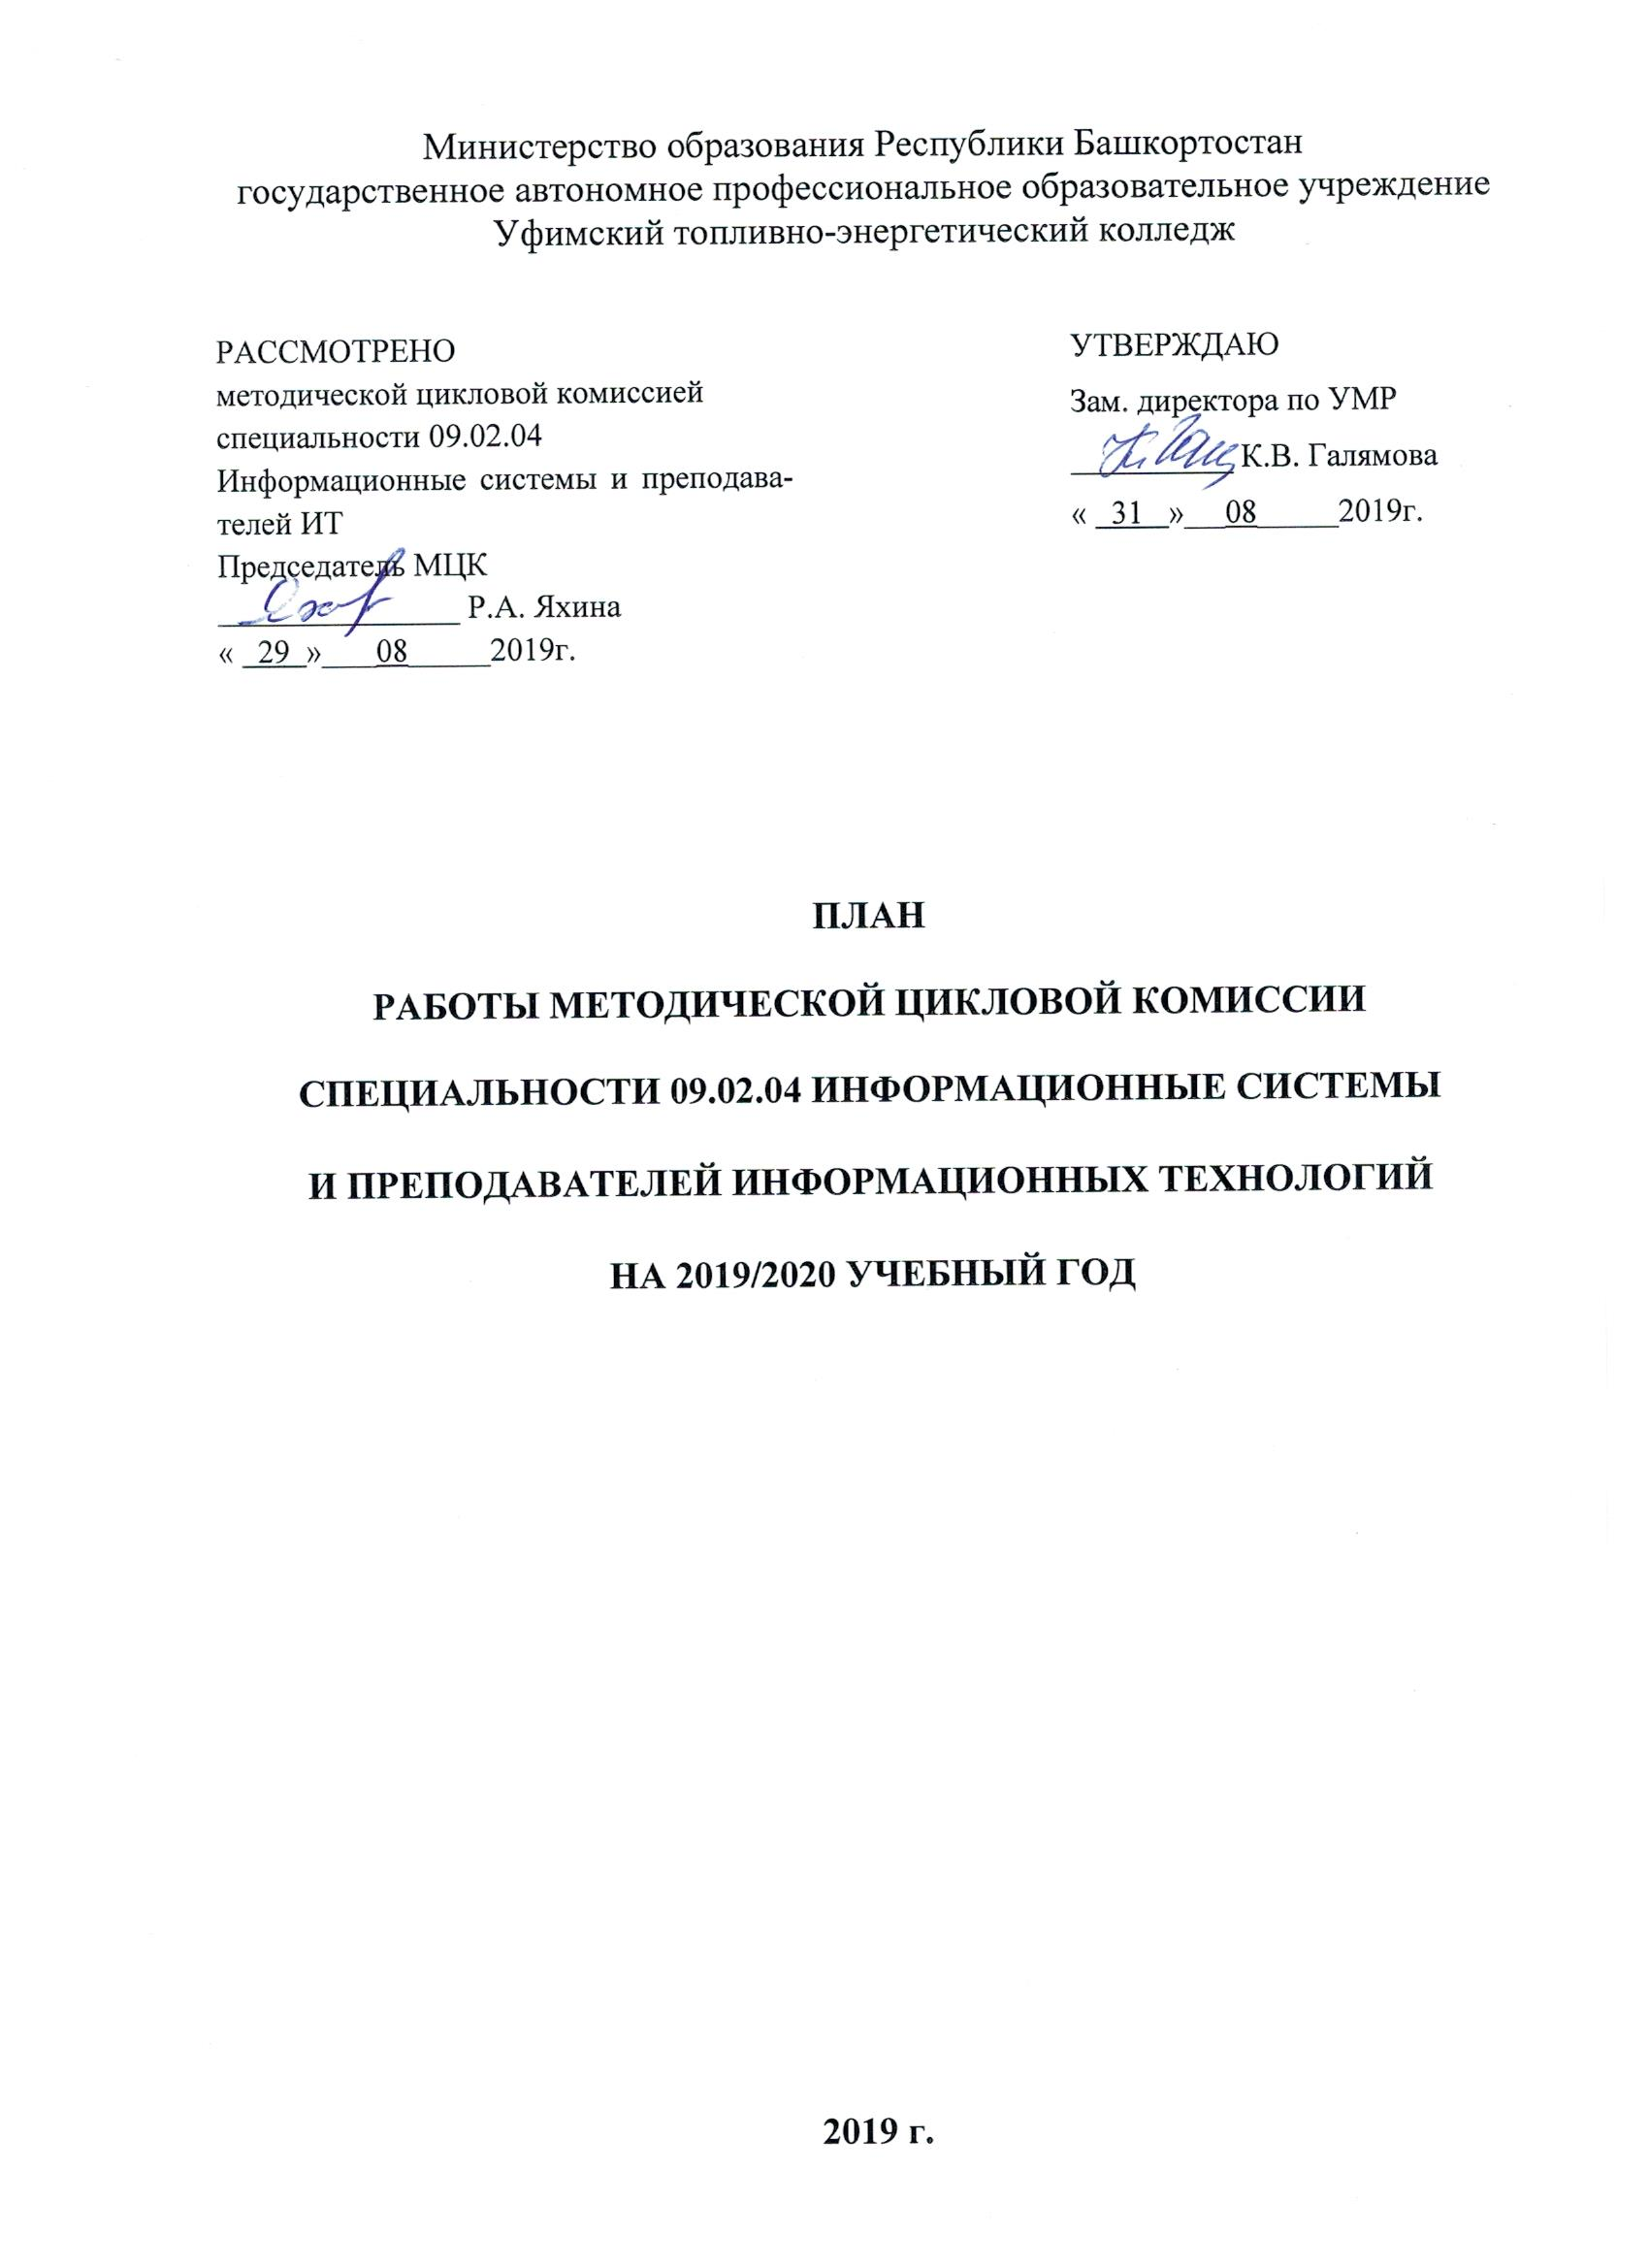 Министерство образования Республики Башкортостан
государственное автономное профессиональное образовательное учреждение
Уфимский топливно-энергетический колледж
РАССМОТРЕНО
методической цикловой комиссией
специальности 09.02.04
Информационные системы и преподава-
телей ИТ
Председатель МЦК
Р.А. Яхина
« 29 » 08 2019г.
УТВЕРЖДАЮ
Зам. директора по УМР
К.В. Галямова
« 31 » 08 2019г.
ПЛАН
РАБОТЫ МЕТОДИЧЕСКОЙ ЦИКЛОВОЙ КОМИССИИ
СПЕЦИАЛЬНОСТИ 09.02.04 ИНФОРМАЦИОННЫЕ СИСТЕМЫ
И ПРЕПОДАВАТЕЛЕЙ ИНФОРМАЦИОННЫХ ТЕХНОЛОГИЙ
НА 2019/2020 УЧЕБНЫЙ ГОД
2019 г.